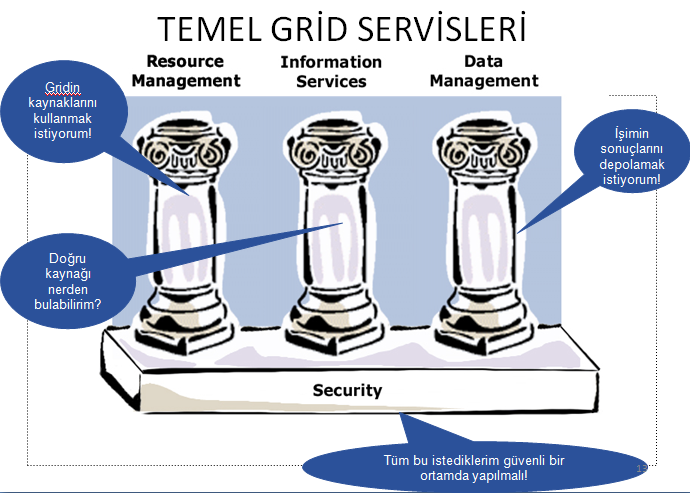 TEMEL GRİD SERVİSLERİ
Resource
Management
Information
Services
Data
Management
Gridin
kaynaklarını
kullanmak
istiyorum!
İşimin
sonuçlarını
depolamak
istiyorum!
Doğru
kaynağı
nerden
bulabilirim?
Security
Tüm bu istediklerim güvenli bir
ortamda yapılmalı!